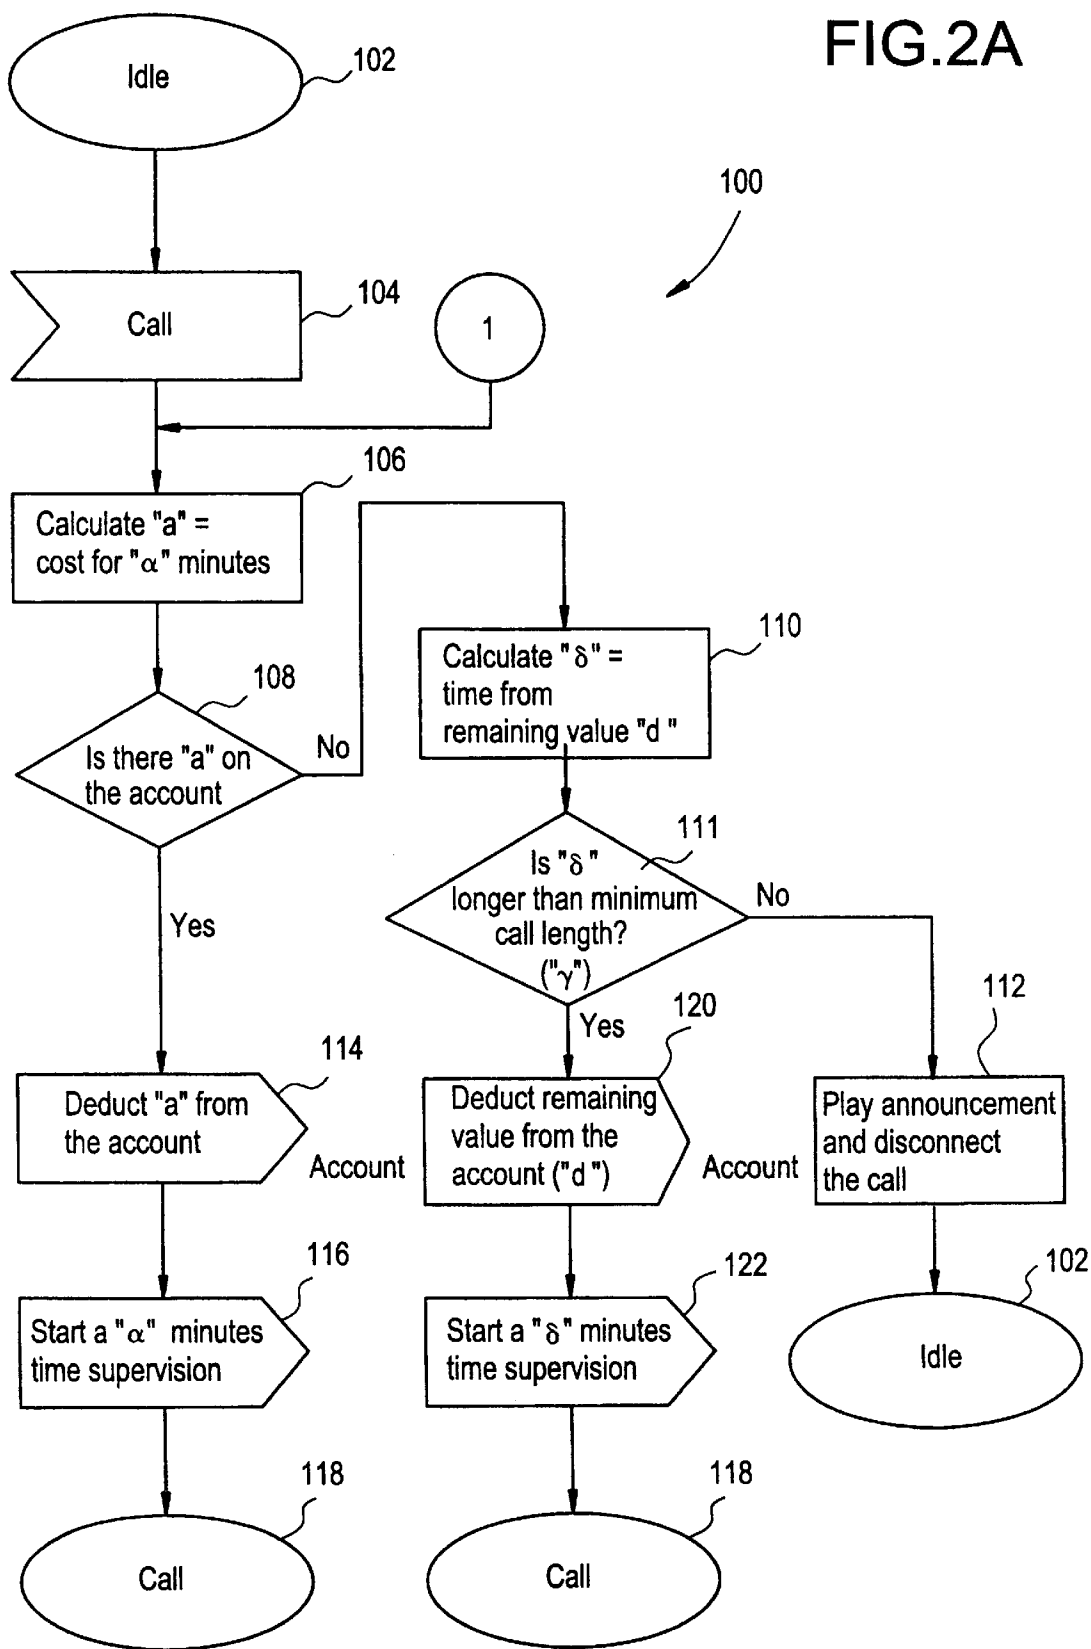 FIG.2A
Idle
102
100
Call
104
1
106
Calculate "a" =
cost for "α" minutes
110
Calculate "δ" =
time from
remaining value "d"
108
Is there "a" on
the account
No
111
Is "δ"
longer than minimum
call length?
("γ")
No
Yes
Yes
112
120
114
Deduct "a" from
the account
Account
Deduct remaining
value from the
account ("d")
Account
Play announcement
and disconnect
the call
116
Start a "α" minutes
time supervision
122
Start a "δ" minutes
time supervision
102
Idle
118
Call
118
Call